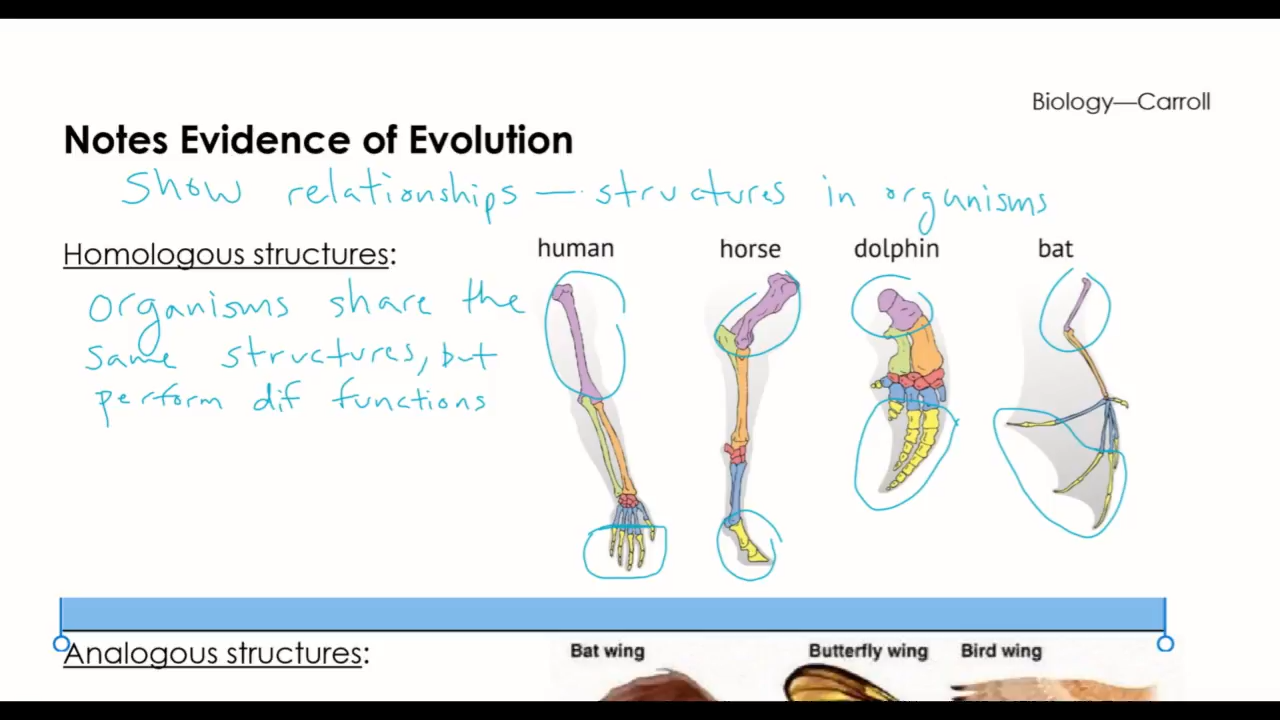 Biology—Carroll
Notes Evidence of Evolution
Show relationships — structures in organisms
Homologous structures:
human horse dolphin bat
organisms share the
same structures, but
perform dif functions
Analogous structures:
Bat wing Butterfly wing Bird wing